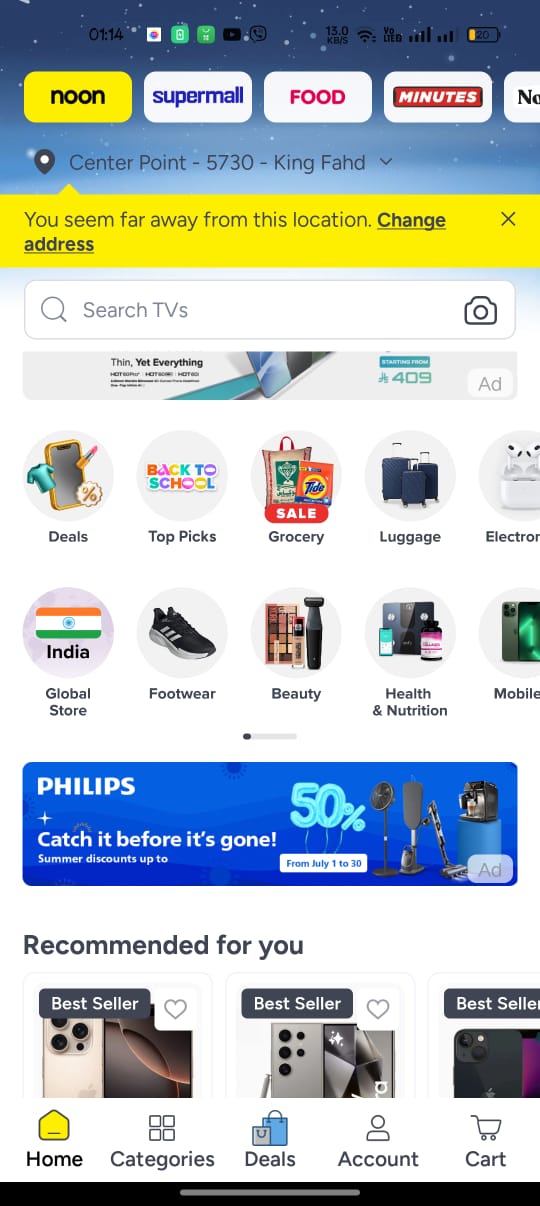 01:14
13.0
KB/S
Vo
LTE
20
noon
supermall
FOOD
MINUTES
No
Center Point - 5730 - King Fahd
You seem far away from this location. Change
address
Search TVs
Thin, Yet Everything
STARTING FROM
409
Ad
BACK TO
SCHOOL
Tide
SALE
Deals
Top Picks
Grocery
Luggage
Electron
India
Global
Store
Footwear
Beauty
Health
& Nutrition
Mobile
PHILIPS
50%
Catch it before it's gone!
Summer discounts up to
From July 1 to 30
Ad
Recommended for you
Best Seller
Best Seller
Best Seller
Home
Categories
Deals
Account
Cart